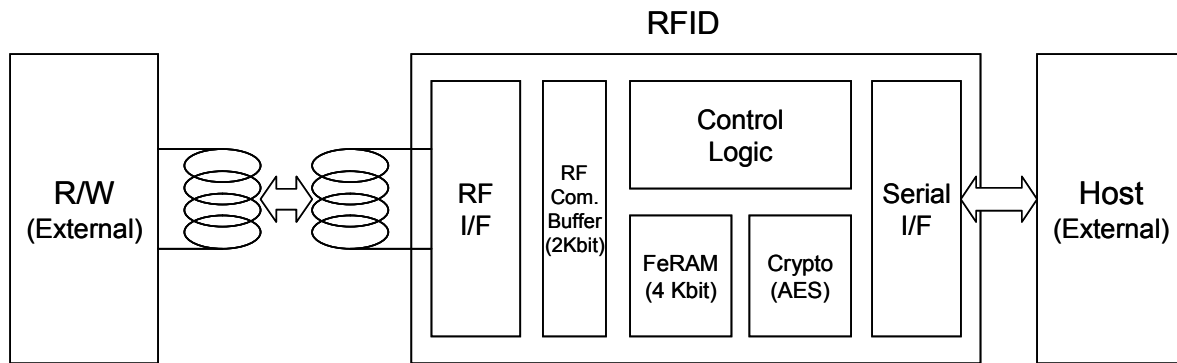 RFID
R/W
(External)
RF
I/F
RF
Com.
Buffer
(2Kbit)
Control
Logic
FeRAM
(4 Kbit)
Crypto
(AES)
Serial
I/F
Host
(External)